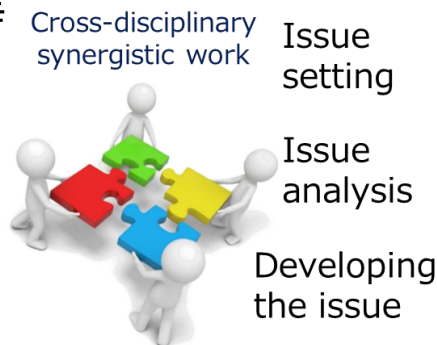 Cross-disciplinary
synergistic work
Issue
setting
Issue
analysis
Developing
the issue